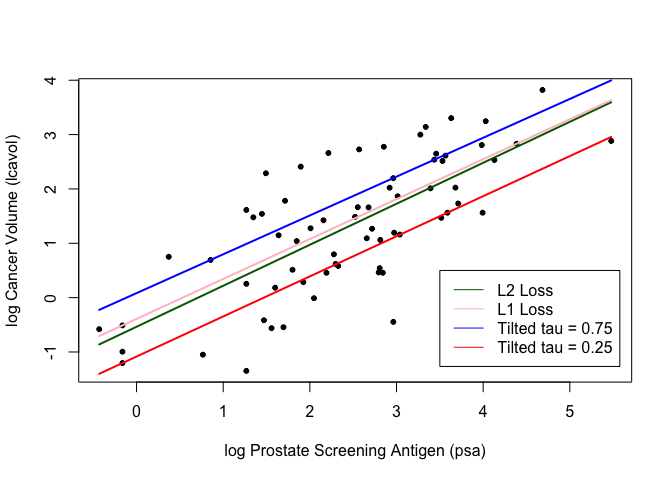 4
3
2
1
0
-1
log Cancer Volume (lcavol)
L2 Loss
L1 Loss
Tilted tau = 0.75
Tilted tau = 0.25
0 1 2 3 4 5
log Prostate Screening Antigen (psa)